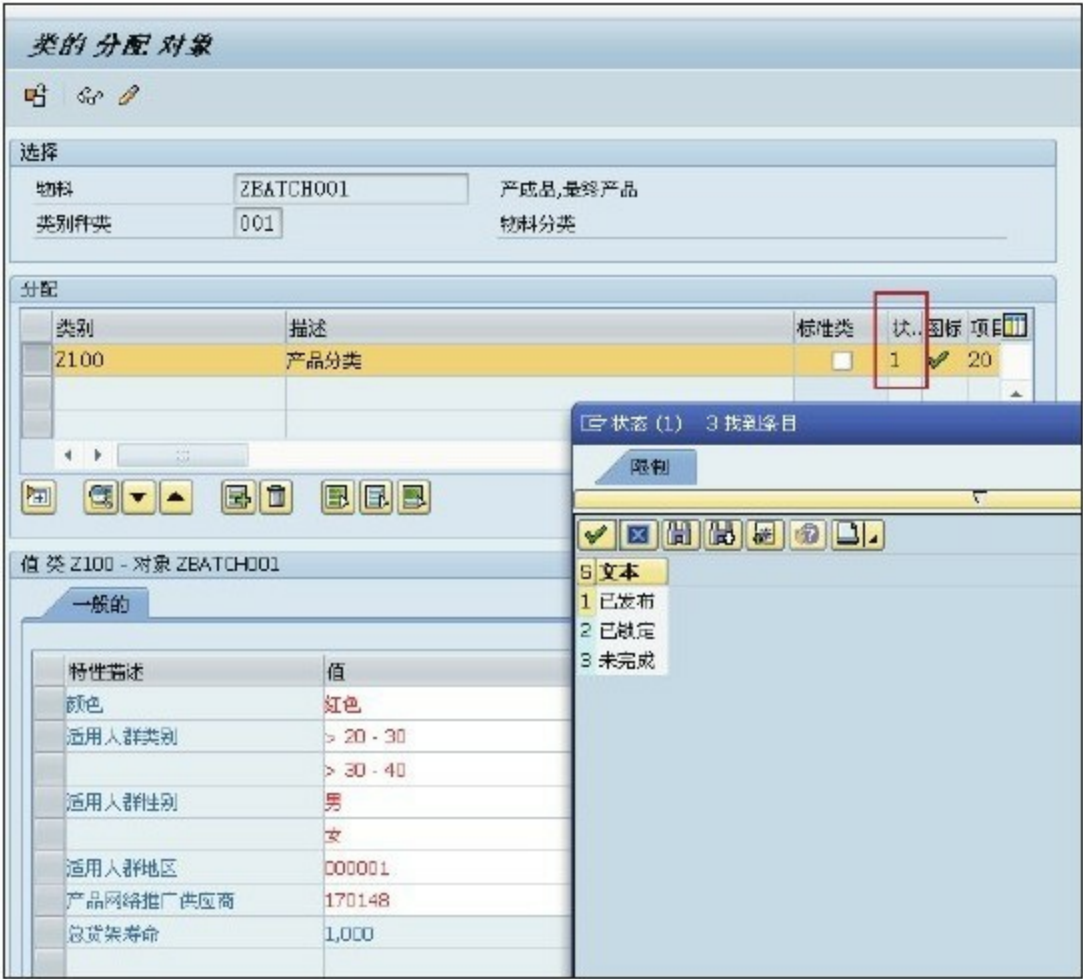 类的 分配 对象
选择
物料 ZBATCH001 产成品,最终产品
类别种类 001 物料分类
分配
类别 描述 标准类 状.. 图标 项目
Z100 产品分类 1 20
状态 (1) 3 找到条目
限制
S 文本
1 已发布
2 已锁定
3 未完成
值 类 Z100 - 对象 ZBATCH001
一般的
特性描述 值
颜色 红色
适用人群类别 > 20 - 30
> 30 - 40
适用人群性别 男
女
适用人群地区 000001
产品网络推广供应商 170148
总货架寿命 1,000